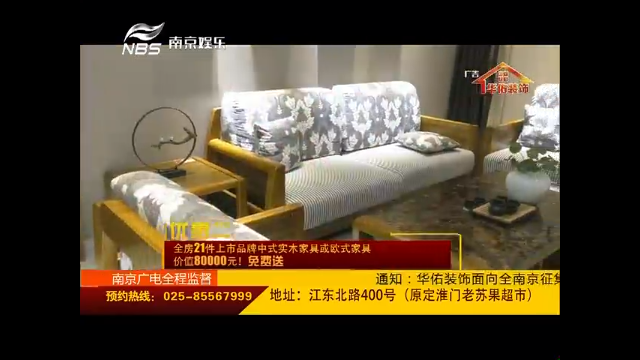 NBS 南京娱乐
广告
华佑装饰
优惠二
全房21件上市品牌中式实木家具或欧式家具
价值80000元！免费送
南京广电全程监督
通知：华佑装饰面向全南京征集
预约热线：025-85567999
地址：江东北路400号（原定淮门老苏果超市）